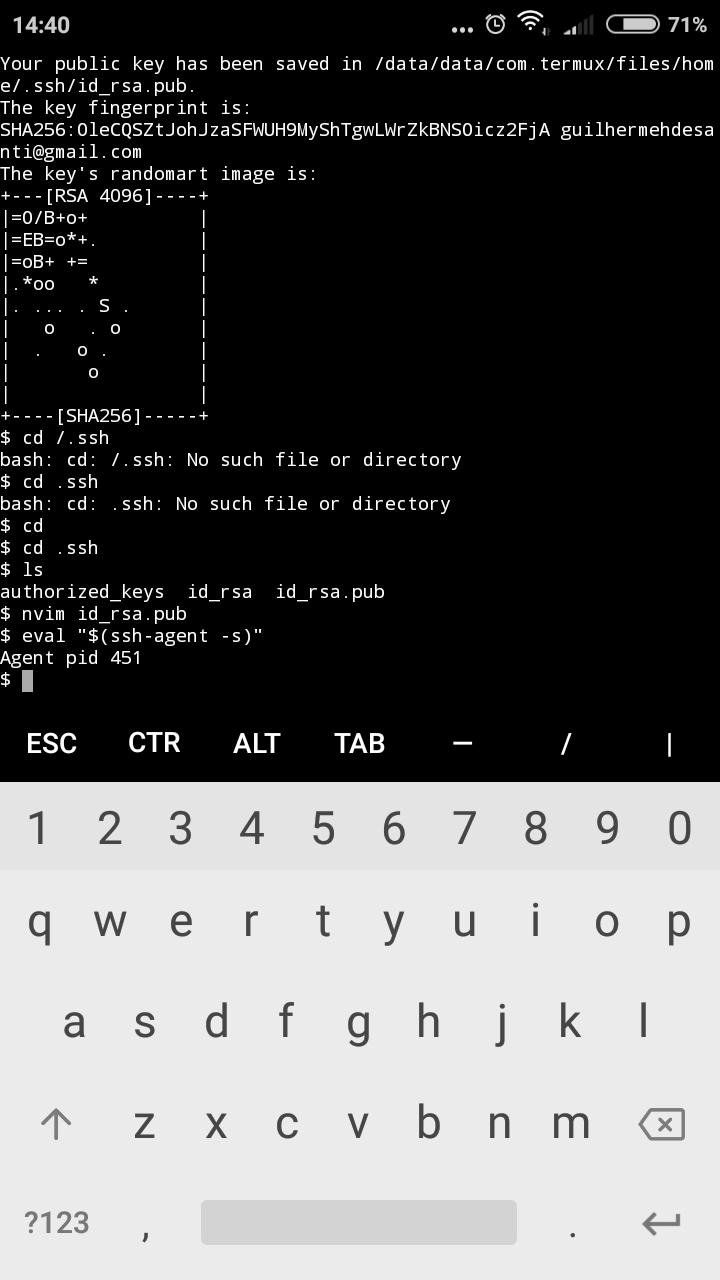 14:40 ... 71%
Your public key has been saved in /data/data/com.termux/files/hom
e/.ssh/id_rsa.pub.
The key fingerprint is:
SHA256:OleCQSZtJohJzaSFWUH9MyShTgwLWrZkBNSOicz2FjA guilhermehdesa
nti@gmail.com
The key's randomart image is:
+---[RSA 4096]----+
|=O/B+o+          |
|=EB=o*+.         |
|=oB+ +=          |
|.*oo   *         |
|. ... . S .      |
|   o   . o       |
|  .   o .        |
|       o         |
|                 |
+----[SHA256]-----+
$ cd /.ssh
bash: cd: /.ssh: No such file or directory
$ cd .ssh
bash: cd: .ssh: No such file or directory
$ cd
$ cd .ssh
$ ls
authorized_keys  id_rsa  id_rsa.pub
$ nvim id_rsa.pub
$ eval "$(ssh-agent -s)"
Agent pid 451
$
ESC CTR ALT TAB — / |
1 2 3 4 5 6 7 8 9 0
q w e r t y u i o p
a s d f g h j k l
z x c v b n m
?123 , .